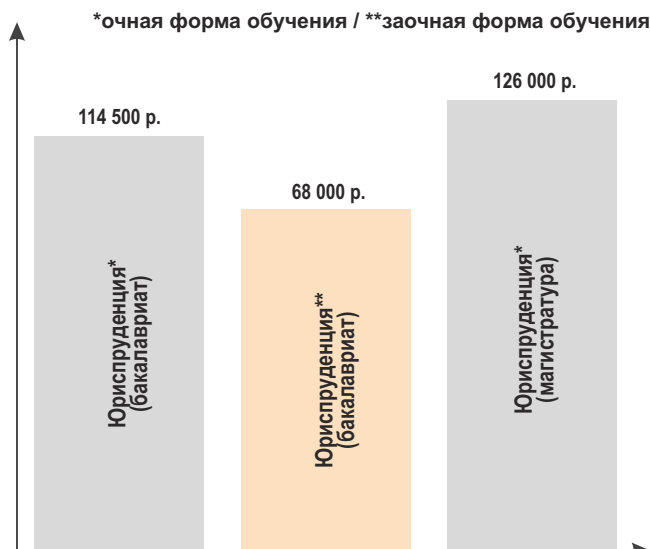 *очная форма обучения / **заочная форма обучения
114 500 р.
68 000 р.
126 000 р.
Юриспруденция*
(бакалавриат)
Юриспруденция**
(бакалавриат)
Юриспруденция*
(магистратура)